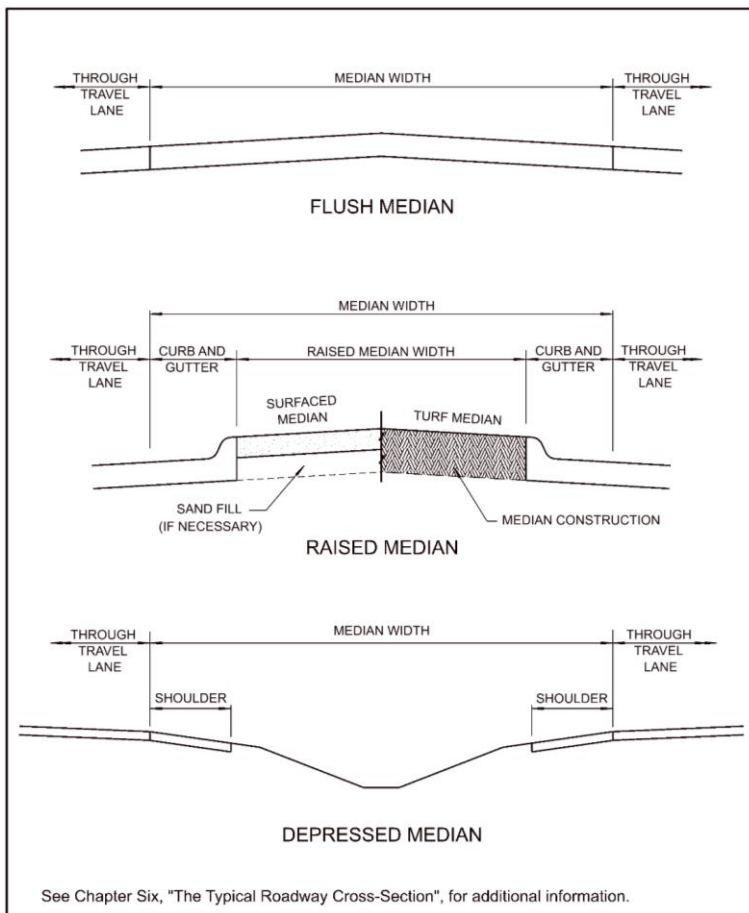 THROUGH
TRAVEL
LANE
MEDIAN WIDTH
THROUGH
TRAVEL
LANE
FLUSH MEDIAN
MEDIAN WIDTH
THROUGH
TRAVEL
LANE
CURB AND
GUTTER
RAISED MEDIAN WIDTH
CURB AND
GUTTER
THROUGH
TRAVEL
LANE
SURFACED
MEDIAN
TURF MEDIAN
SAND FILL
(IF NECESSARY)
MEDIAN CONSTRUCTION
RAISED MEDIAN
THROUGH
TRAVEL
LANE
MEDIAN WIDTH
THROUGH
TRAVEL
LANE
SHOULDER
SHOULDER
DEPRESSED MEDIAN
See Chapter Six, "The Typical Roadway Cross-Section", for additional information.